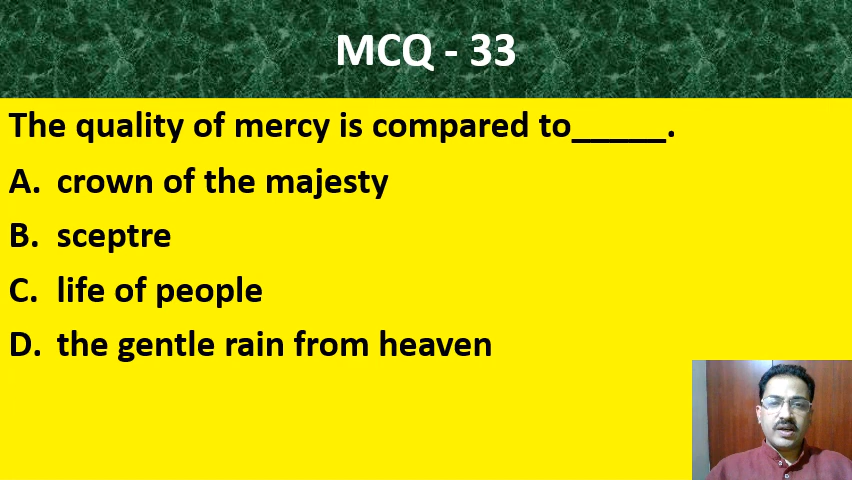 MCQ - 33
The quality of mercy is compared to_____.
A. crown of the majesty
B. sceptre
C. life of people
D. the gentle rain from heaven